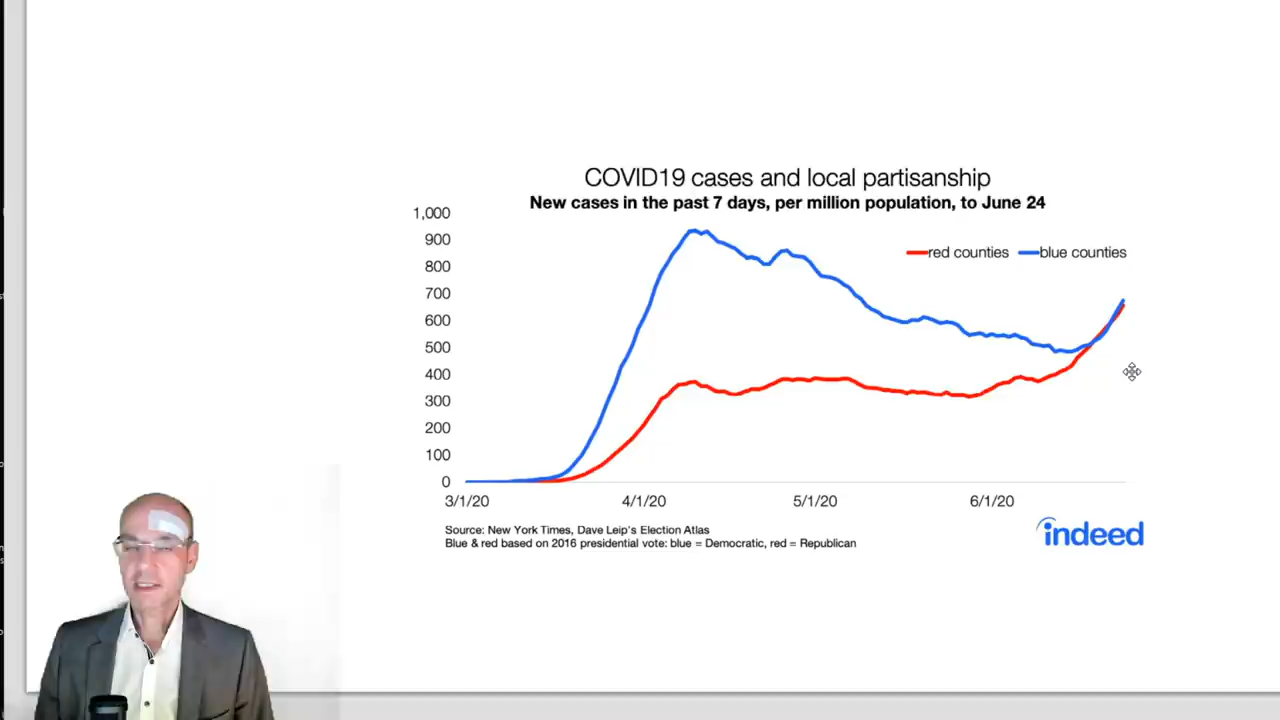 COVID19 cases and local partisanship
New cases in the past 7 days, per million population, to June 24
1,000
900
800
700
600
500
400
300
200
100
0
red counties blue counties
3/1/20 4/1/20 5/1/20 6/1/20
Source: New York Times, Dave Leip's Election Atlas
Blue & red based on 2016 presidential vote: blue = Democratic, red = Republican
indeed